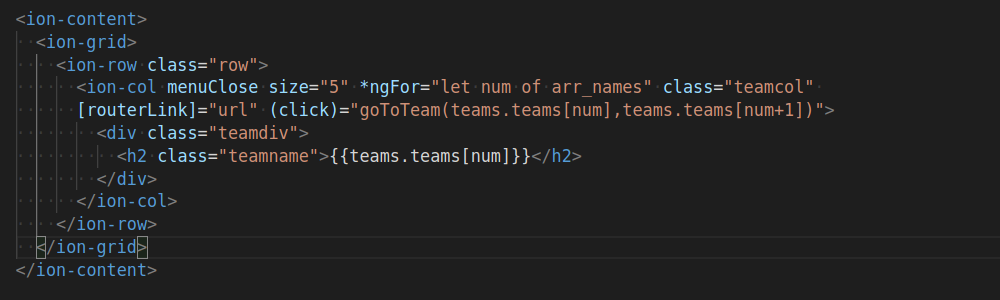 <ion-content>
<ion-grid>
<ion-row class="row">
<ion-col menuClose size="5" *ngFor="let num of arr_names" class="teamcol"
[routerLink]="url" (click)="goToTeam(teams.teams[num],teams.teams[num+1])">
<div class="teamdiv">
<h2 class="teamname">{{teams.teams[num]}}</h2>
</div>
</ion-col>
</ion-row>
</ion-grid>
</ion-content>